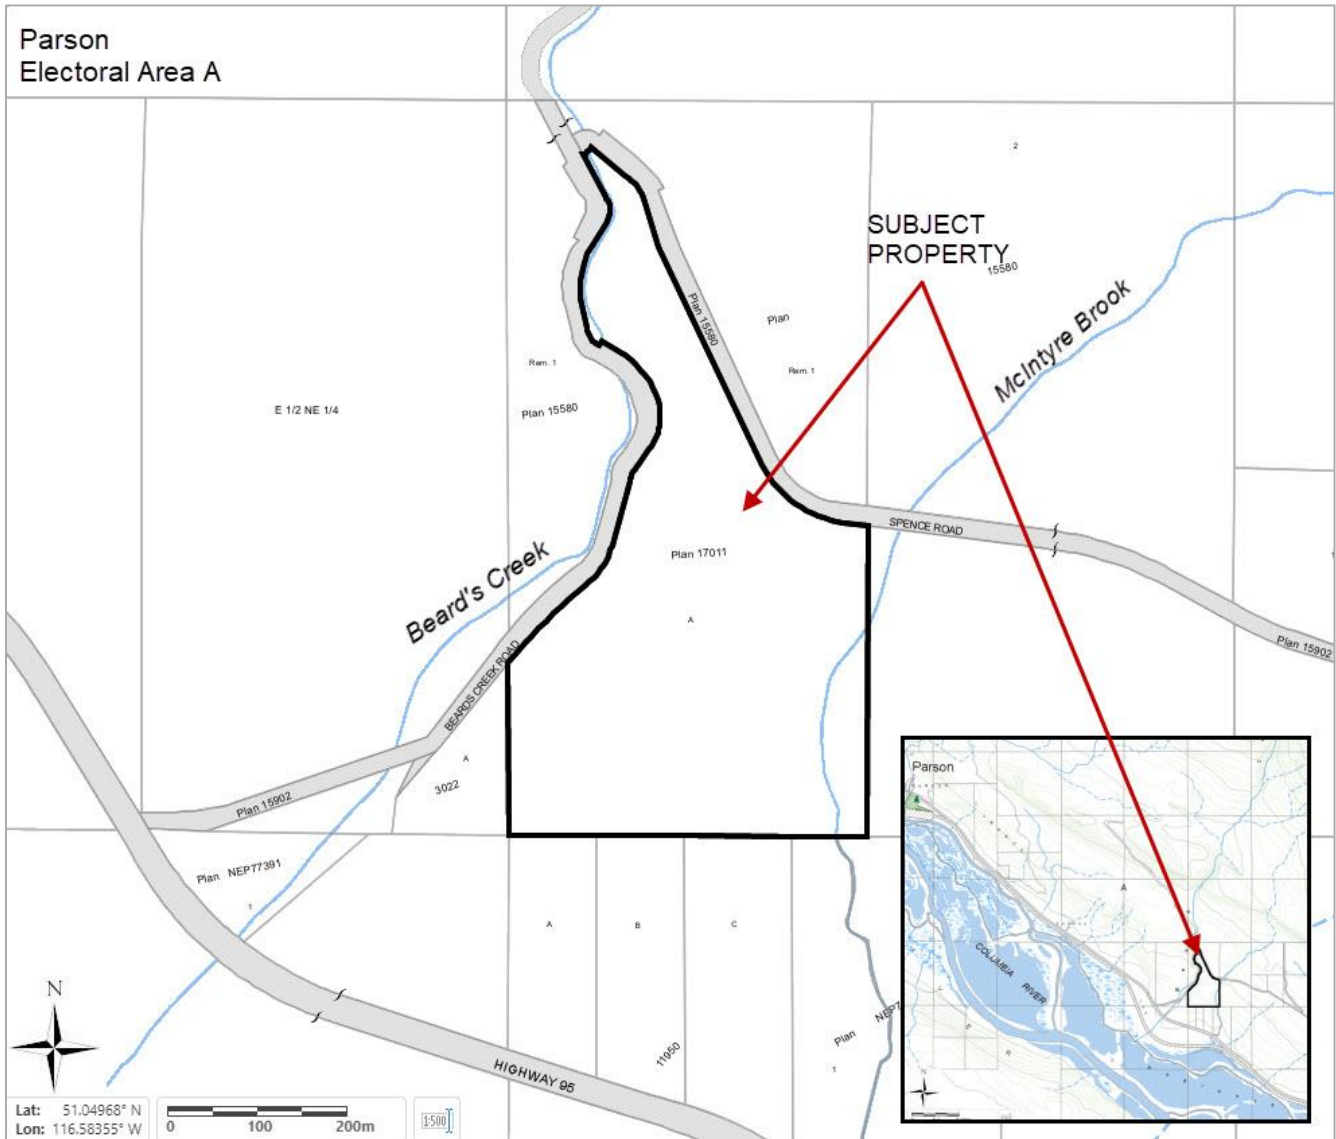 Parson
Electoral Area A
2
SUBJECT
PROPERTY
15580
McIntyre Brook
Plan 15580
Plan
Rem. 1
Rem. 1
Plan 15580
E 1/2 NE 1/4
SPENCE ROAD
Plan 17011
A
Beard's Creek
BEARDS CREEK ROAD
Plan 15902
1
A
3022
Plan 15902
Plan NEP77391
1
A
B
C
11950
Plan
1
HIGHWAY 95
N
Lat: 51.04968° N
Lon: 116.58355° W
0 100 200m
1:500
Parson
A
COLUMBIA
RIVER
N